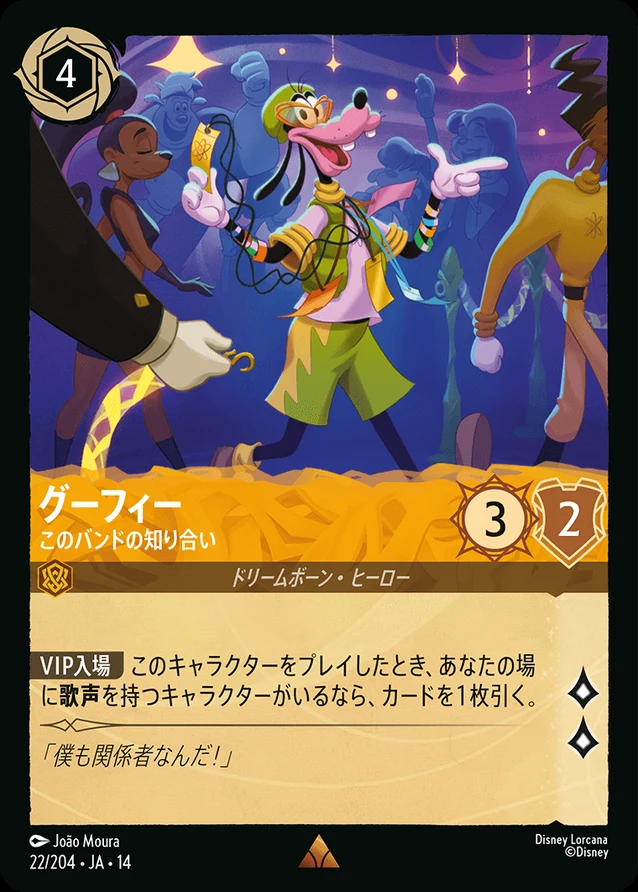 4
グーフィー
このバンドの知り合い
3
2
ドリームボーン・ヒーロー
VIP入場 このキャラクターをプレイしたとき、あなたの場
に歌声を持つキャラクターがいるなら、カードを1枚引く。
「僕も関係者なんだ!」
João Moura
22/204・JA・14
Disney Lorcana
©Disney